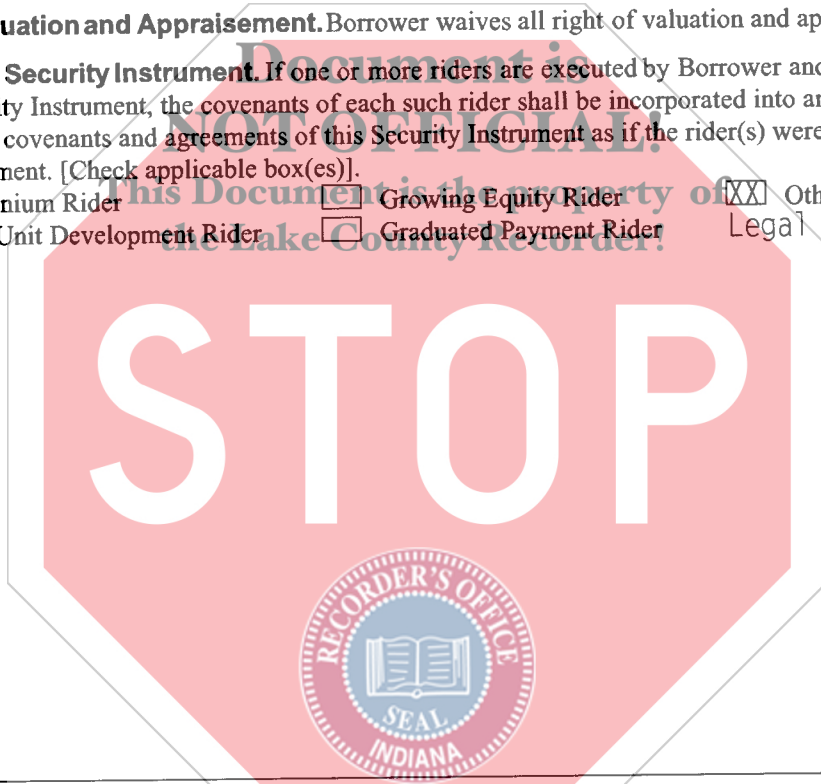 uation and Appraisement. Borrower waives all right of valuation and ap
Document is
Security Instrument. If one or more riders are executed by Borrower and
ty Instrument, the covenants of each such rider shall be incorporated into an
NOT OFFICIAL!
covenants and agreements of this Security Instrument as if the rider(s) were
ment. [Check applicable box(es)].
This Document is the property of
nium Rider Growing Equity Rider XX Oth
the Lake County Recorder!
Unit Development Rider Graduated Payment Rider Legal
STOP
RECORDER'S OFFICE
SEAL
INDIANA